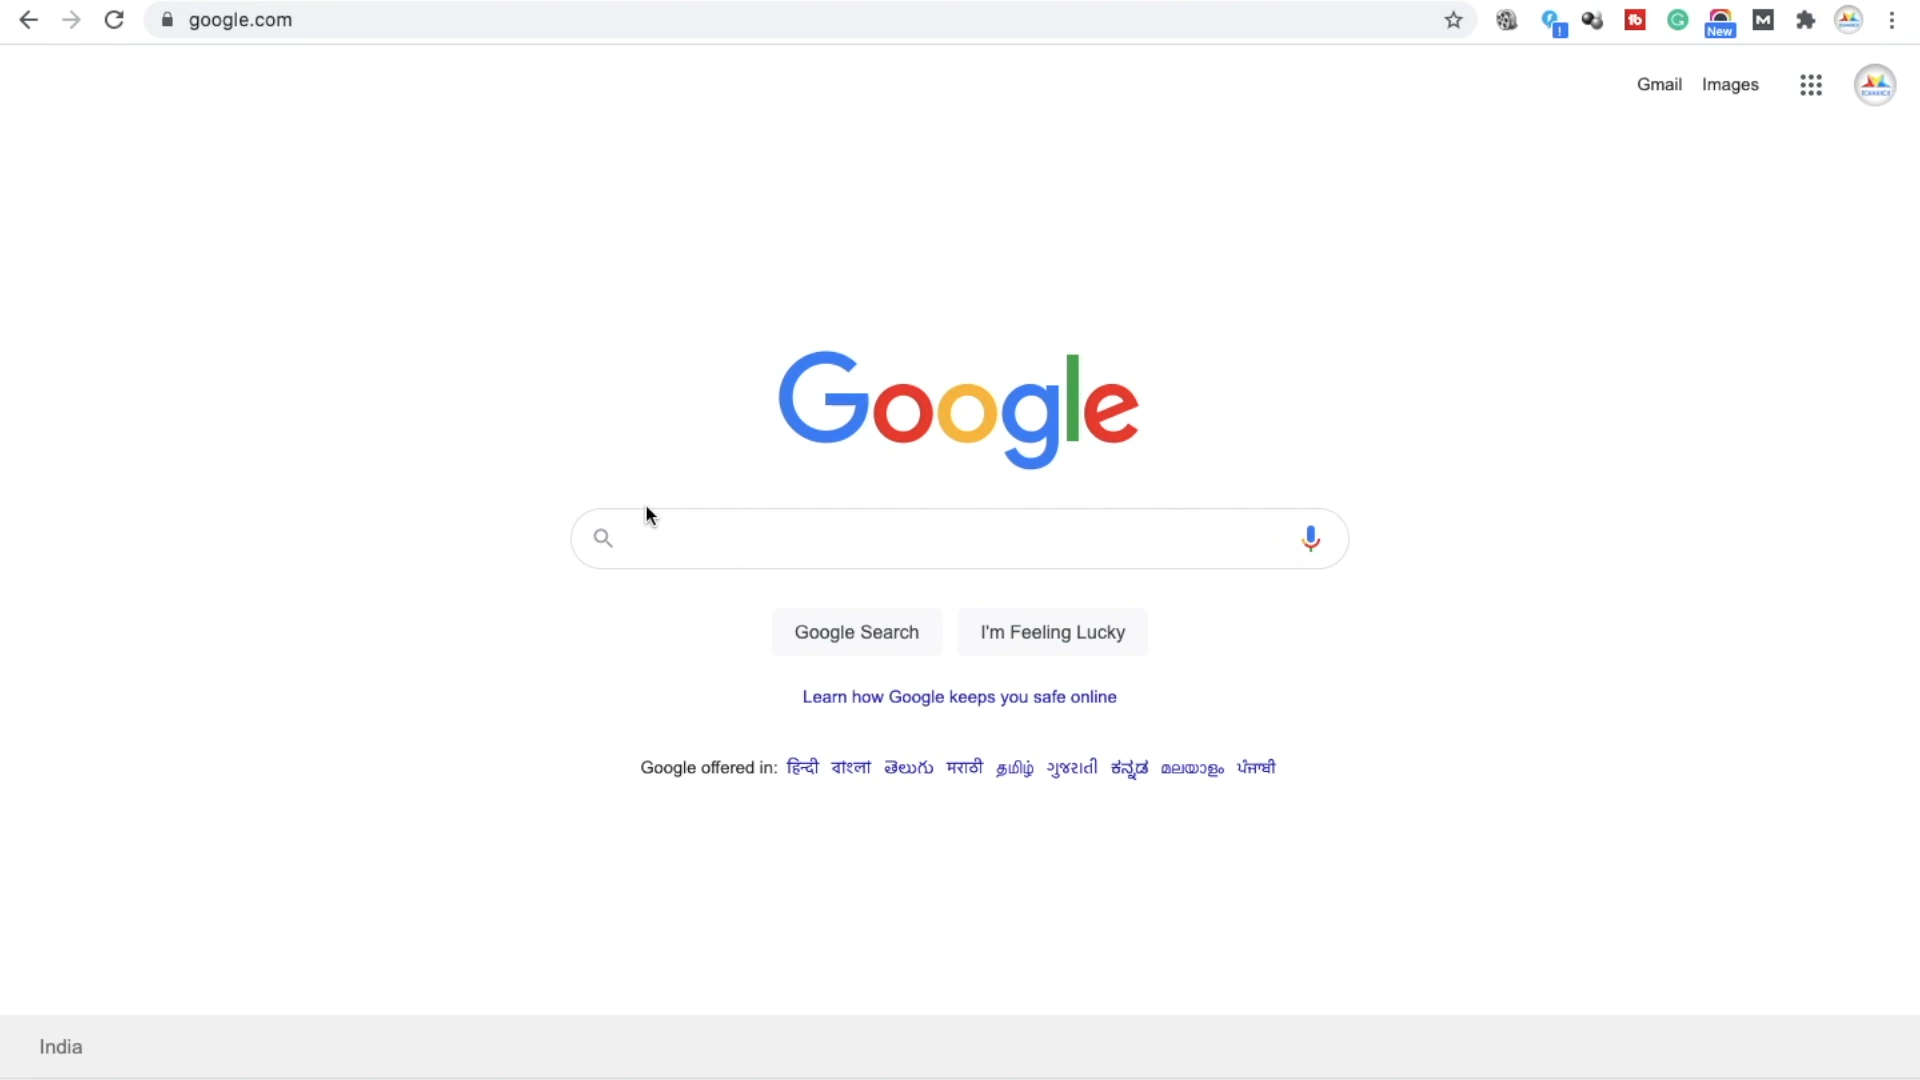 google.com
New
Gmail Images
Google
Google Search I'm Feeling Lucky
Learn how Google keeps you safe online
Google offered in: हिन्दी বাংলা తెలుగు मराठी தமிழ் ગુજરાતી ಕನ್ನಡ മലയാളം ਪੰਜਾਬੀ
India